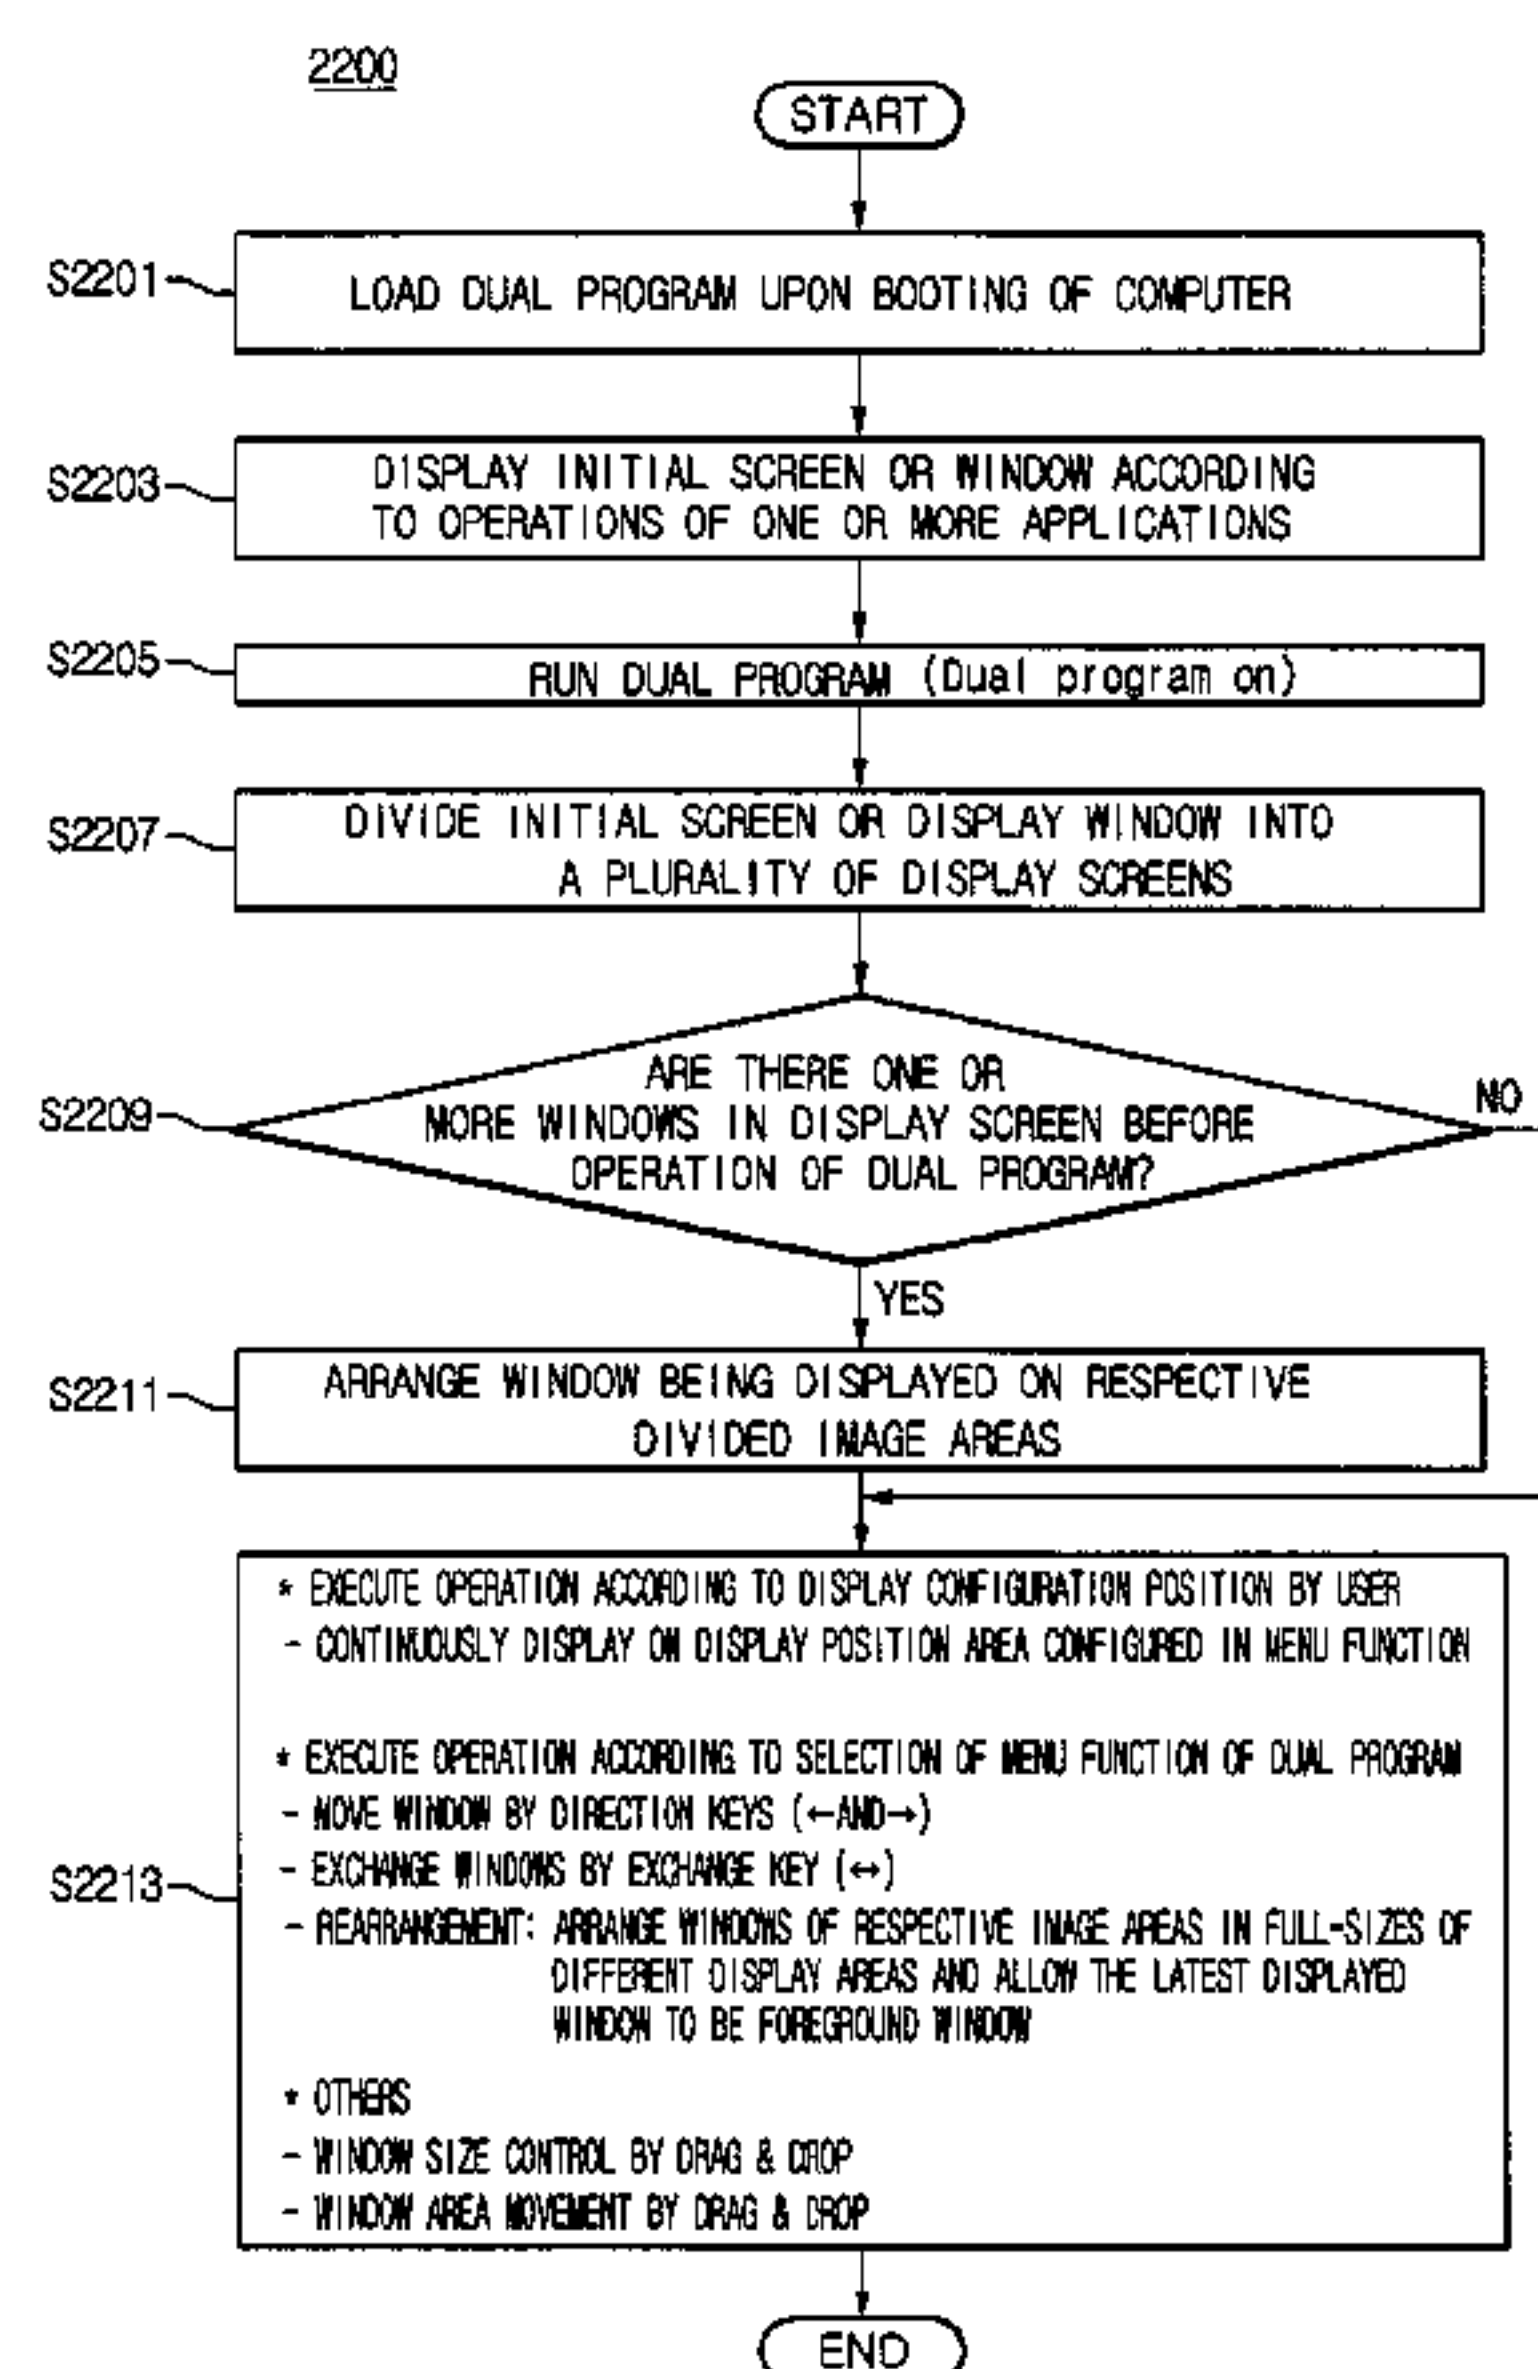 2200
START
S2201
LOAD DUAL PROGRAM UPON BOOTING OF COMPUTER
S2203
DISPLAY INITIAL SCREEN OR WINDOW ACCORDING
TO OPERATIONS OF ONE OR MORE APPLICATIONS
S2205
RUN DUAL PROGRAM (Dual program on)
S2207
DIVIDE INITIAL SCREEN OR DISPLAY WINDOW INTO
A PLURALITY OF DISPLAY SCREENS
S2209
ARE THERE ONE OR
MORE WINDOWS IN DISPLAY SCREEN BEFORE
OPERATION OF DUAL PROGRAM?
NO
YES
S2211
ARRANGE WINDOW BEING DISPLAYED ON RESPECTIVE
DIVIDED IMAGE AREAS
S2213
* EXECUTE OPERATION ACCORDING TO DISPLAY CONFIGURATION POSITION BY USER
- CONTINUOUSLY DISPLAY ON DISPLAY POSITION AREA CONFIGURED IN MENU FUNCTION
* EXECUTE OPERATION ACCORDING TO SELECTION OF MENU FUNCTION OF DUAL PROGRAM
- MOVE WINDOW BY DIRECTION KEYS (←AND→)
- EXCHANGE WINDOWS BY EXCHANGE KEY (↔)
- REARRANGEMENT: ARRANGE WINDOWS OF RESPECTIVE IMAGE AREAS IN FULL-SIZES OF
DIFFERENT DISPLAY AREAS AND ALLOW THE LATEST DISPLAYED
WINDOW TO BE FOREGROUND WINDOW
* OTHERS
- WINDOW SIZE CONTROL BY DRAG & DROP
- WINDOW AREA MOVEMENT BY DRAG & DROP
END